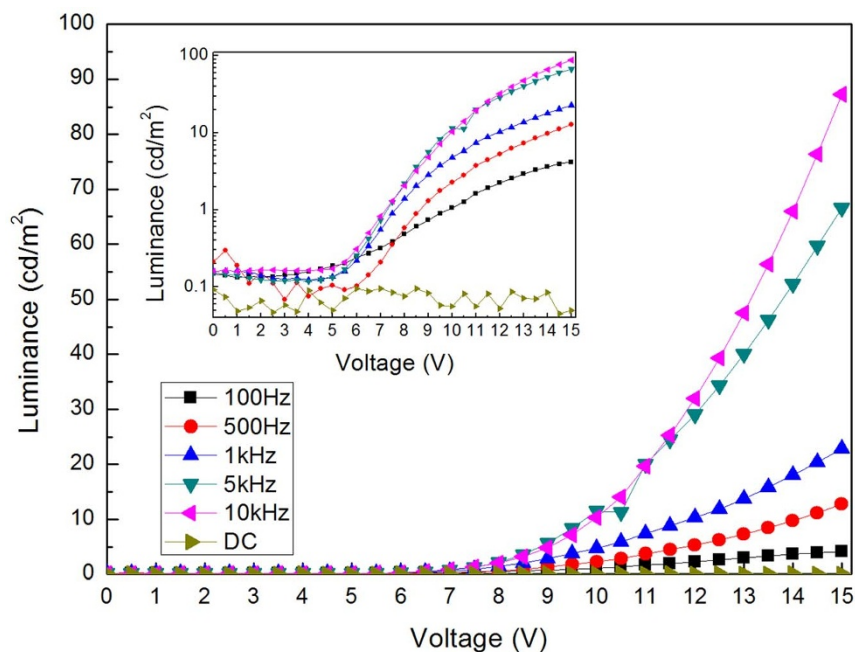 100
90
80
70
60
50
40
30
20
10
0
Luminance (cd/m²)
0 1 2 3 4 5 6 7 8 9 10 11 12 13 14 15
Voltage (V)
100
10
1
0.1
Luminance (cd/m²)
0 1 2 3 4 5 6 7 8 9 10 11 12 13 14 15
Voltage (V)
100Hz
500Hz
1kHz
5kHz
10kHz
DC